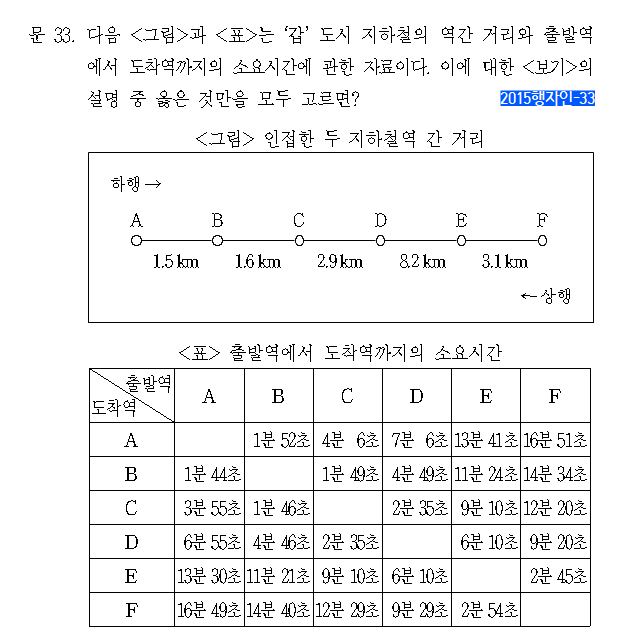 문 33. 다음 <그림>과 <표>는 ‘갑’ 도시 지하철의 역간 거리와 출발역
에서 도착역까지의 소요시간에 관한 자료이다. 이에 대한 <보기>의
설명 중 옳은 것만을 모두 고르면? 2015행자인-33
<그림> 인접한 두 지하철역 간 거리
하행→
A B C D E F
1.5km 1.6km 2.9km 8.2km 3.1km
←상행
<표> 출발역에서 도착역까지의 소요시간
출발역
도착역 A B C D E F
A 1분 52초 4분 6초 7분 6초 13분 41초 16분 51초
B 1분 44초 1분 49초 4분 49초 11분 24초 14분 34초
C 3분 55초 1분 46초 2분 35초 9분 10초 12분 20초
D 6분 55초 4분 46초 2분 35초 6분 10초 9분 20초
E 13분 30초 11분 21초 9분 10초 6분 10초 2분 45초
F 16분 49초 14분 40초 12분 29초 9분 29초 2분 54초